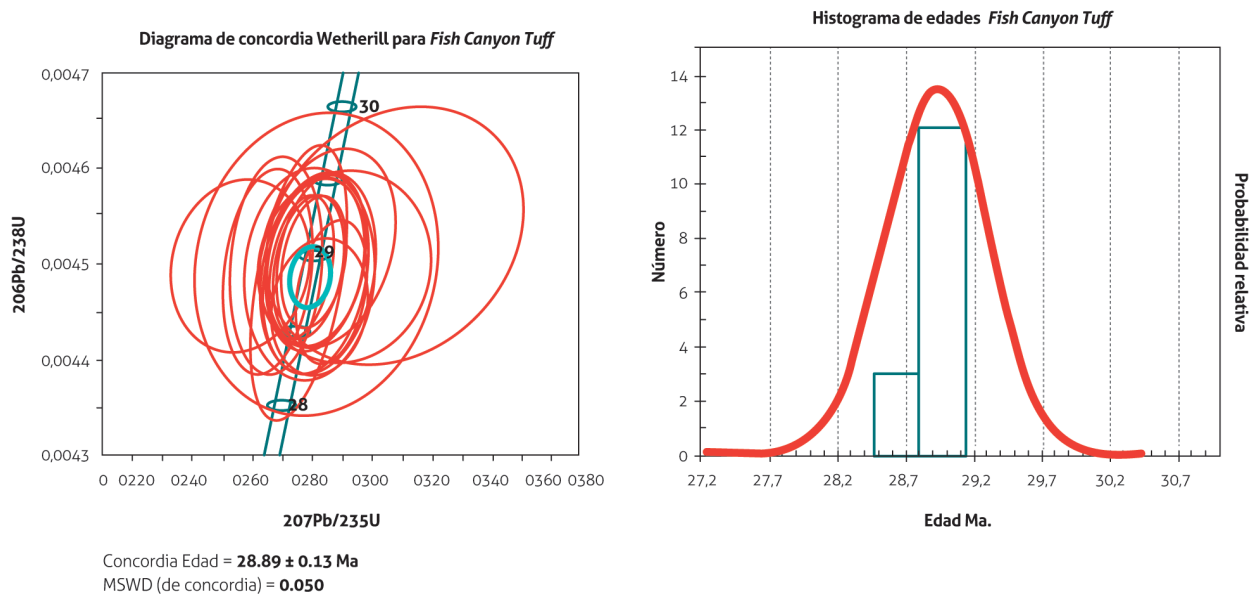 Diagrama de concordia Wetherill para Fish Canyon Tuff
0,0047
0,0046
0,0045
0,0044
0,0043
206Pb/238U
30
29
28
0 0220 0260 0280 0300 0320 0340 0360 0380
207Pb/235U
Concordia Edad = 28.89 ± 0.13 Ma
MSWD (de concordia) = 0.050
Histograma de edades Fish Canyon Tuff
14
12
10
8
6
4
2
0
Número
Probabilidad relativa
27,2 27,7 28,2 28,7 29,2 29,7 30,2 30,7
Edad Ma.